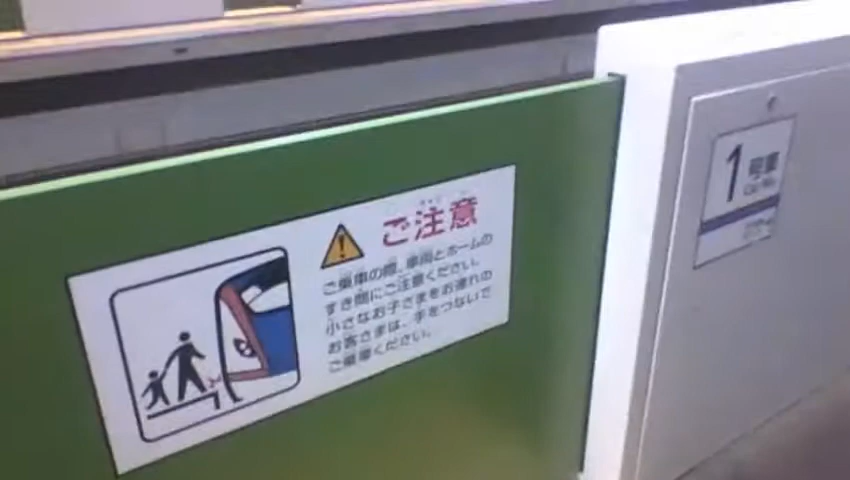 ご注意
ご乗車の際、車両とホームの
すき間にご注意ください。
小さなお子さまをお連れの
お客さまは、手をつないで
ご乗車ください。
1号車